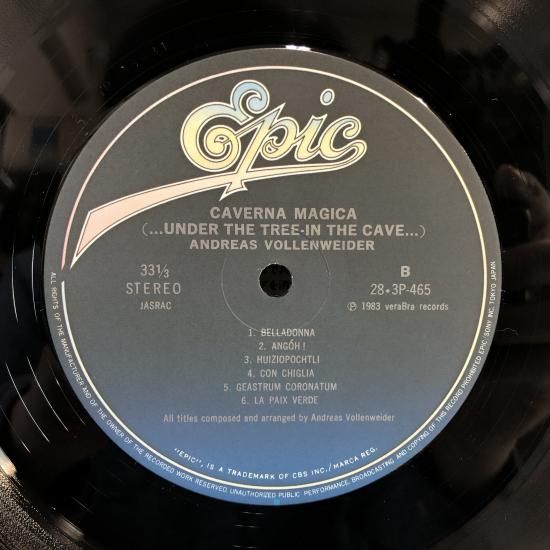 Epic
CAVERNA MAGICA
(...UNDER THE TREE-IN THE CAVE...)
ANDREAS VOLLENWEIDER
33 1/3
STEREO
JASRAC
B
28・3P-465
Ⓟ 1983 veraBra records
1. BELLADONNA
2. ANGÓH!
3. HUIZIOPOCHTLI
4. CON CHIGLIA
5. GEASTRUM CORONATUM
6. LA PAIX VERDE
All titles composed and arranged by Andreas Vollenweider
"EPIC", IS A TRADEMARK OF CBS INC./MARCA REG.
ALL RIGHTS OF THE MANUFACTURER AND OF THE OWNER OF THE RECORDED WORK RESERVED. UNAUTHORIZED PUBLIC PERFORMANCE, BROADCASTING AND COPYING OF THIS RECORD PROHIBITED EPIC/SONY INC. TOKYO JAPAN